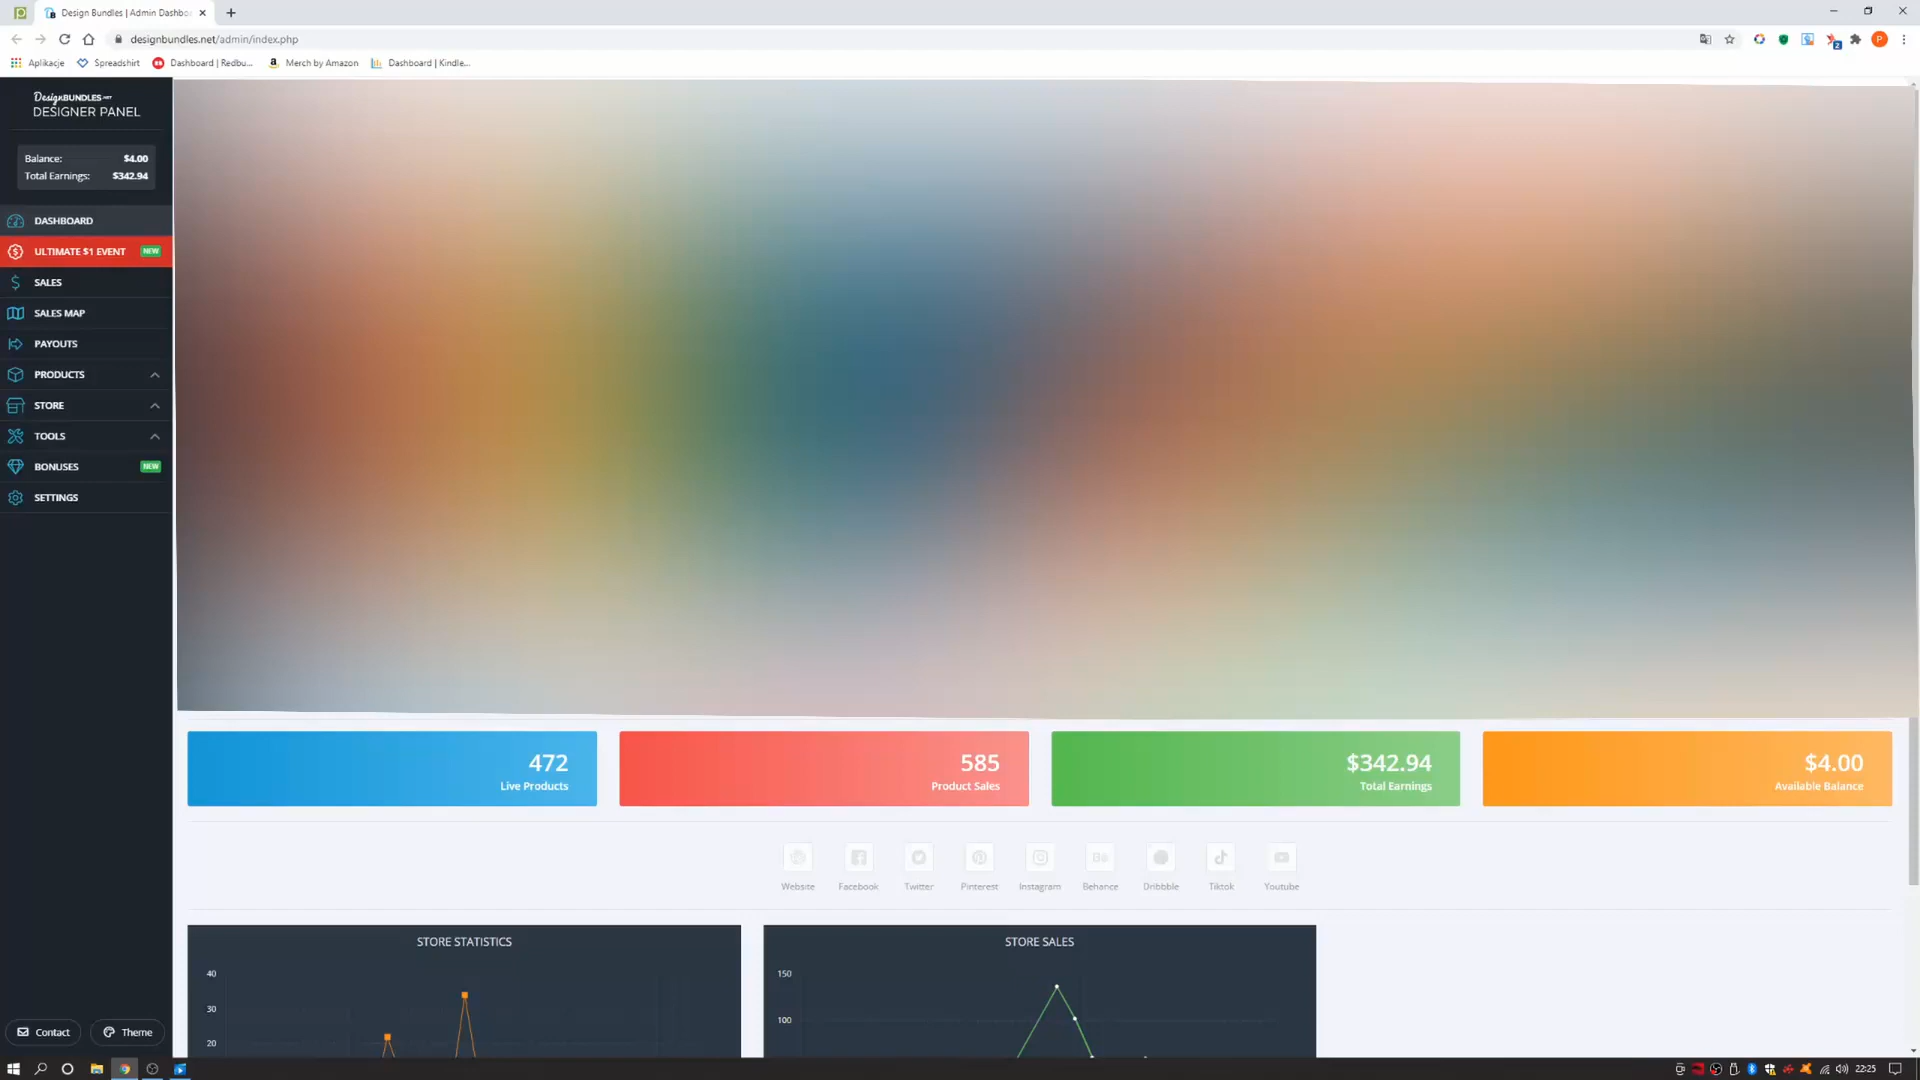 Design Bundles | Admin Dashbo
designbundles.net/admin/index.php
Aplikacje
Spreadshirt
Dashboard | Redbu...
Merch by Amazon
Dashboard | Kindle...
DesignBUNDLES.NET
DESIGNER PANEL
Balance: $4.00
Total Earnings: $342.94
DASHBOARD
ULTIMATE $1 EVENT NEW
SALES
SALES MAP
PAYOUTS
PRODUCTS
STORE
TOOLS
BONUSES NEW
SETTINGS
Contact
Theme
472
Live Products
585
Product Sales
$342.94
Total Earnings
$4.00
Available Balance
Website
Facebook
Twitter
Pinterest
Instagram
Behance
Dribbble
Tiktok
Youtube
STORE STATISTICS
40
30
20
STORE SALES
150
100
22:25